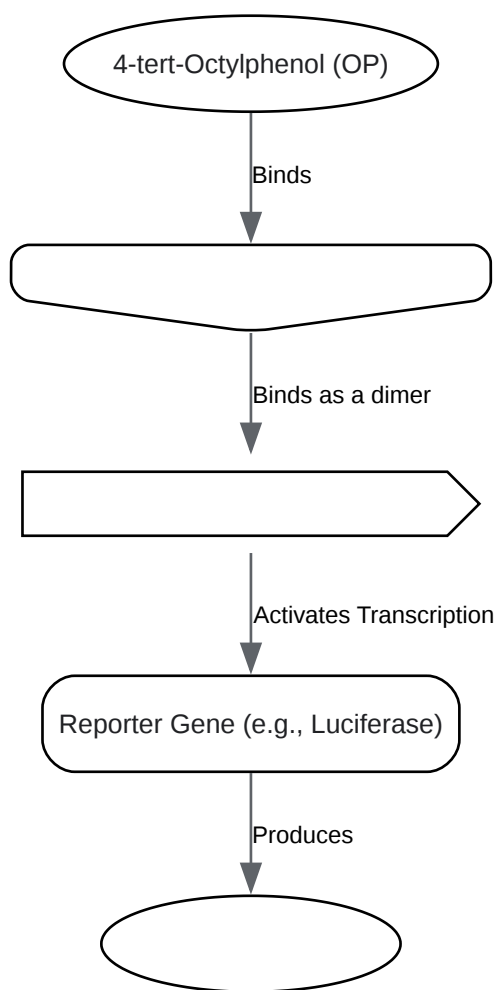 4-tert-Octylphenol (OP)
Binds
Binds as a dimer
Activates Transcription
Reporter Gene (e.g., Luciferase)
Produces